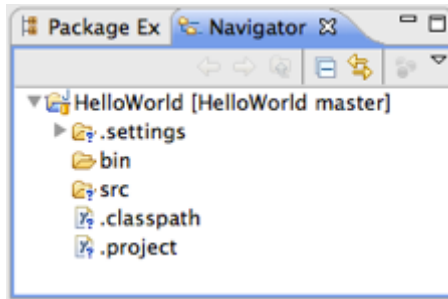 Package Ex Navigator
HelloWorld [HelloWorld master]
.settings
bin
src
.classpath
.project